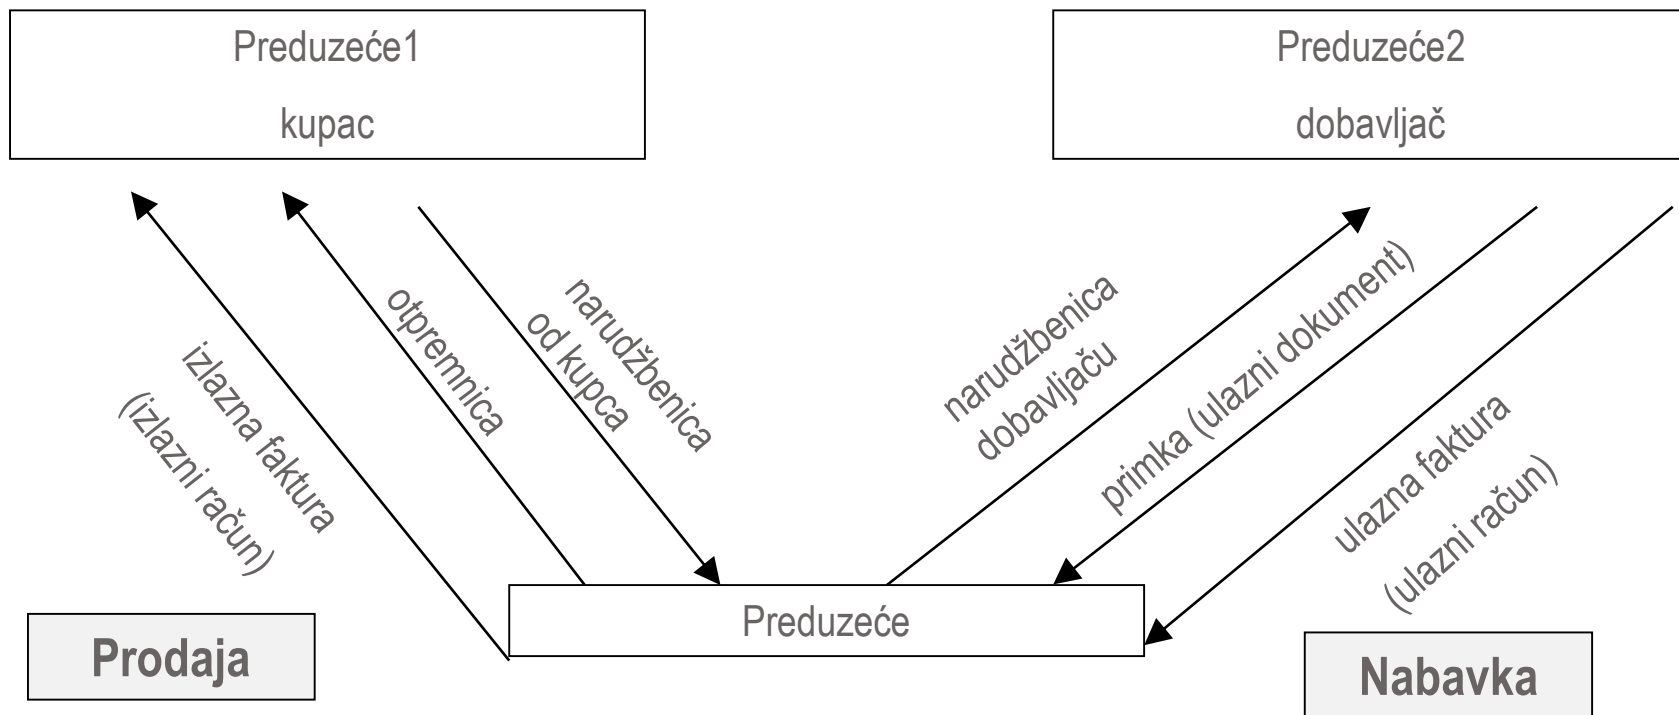 Preduzeće1
kupac
Preduzeće2
dobavljač
izlazna faktura
(izlazni račun)
otpremnica
narudžbenica
od kupca
narudžbenica
dobavljaču
primka (ulazni dokument)
ulazna faktura
(ulazni račun)
Preduzeće
Prodaja
Nabavka